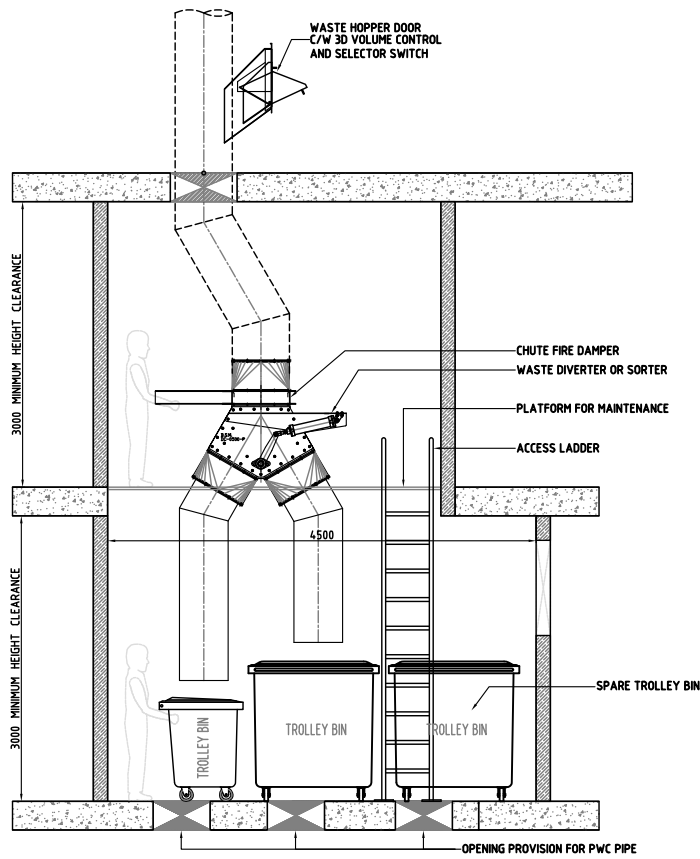 WASTE HOPPER DOOR
C/W 3D VOLUME CONTROL
AND SELECTOR SWITCH
3000 MINIMUM HEIGHT CLEARANCE
CHUTE FIRE DAMPER
WASTE DIVERTER OR SORTER
PLATFORM FOR MAINTENANCE
ACCESS LADDER
4500
3000 MINIMUM HEIGHT CLEARANCE
SPARE TROLLEY BIN
TROLLEY BIN
TROLLEY BIN
TROLLEY BIN
OPENING PROVISION FOR PWC PIPE